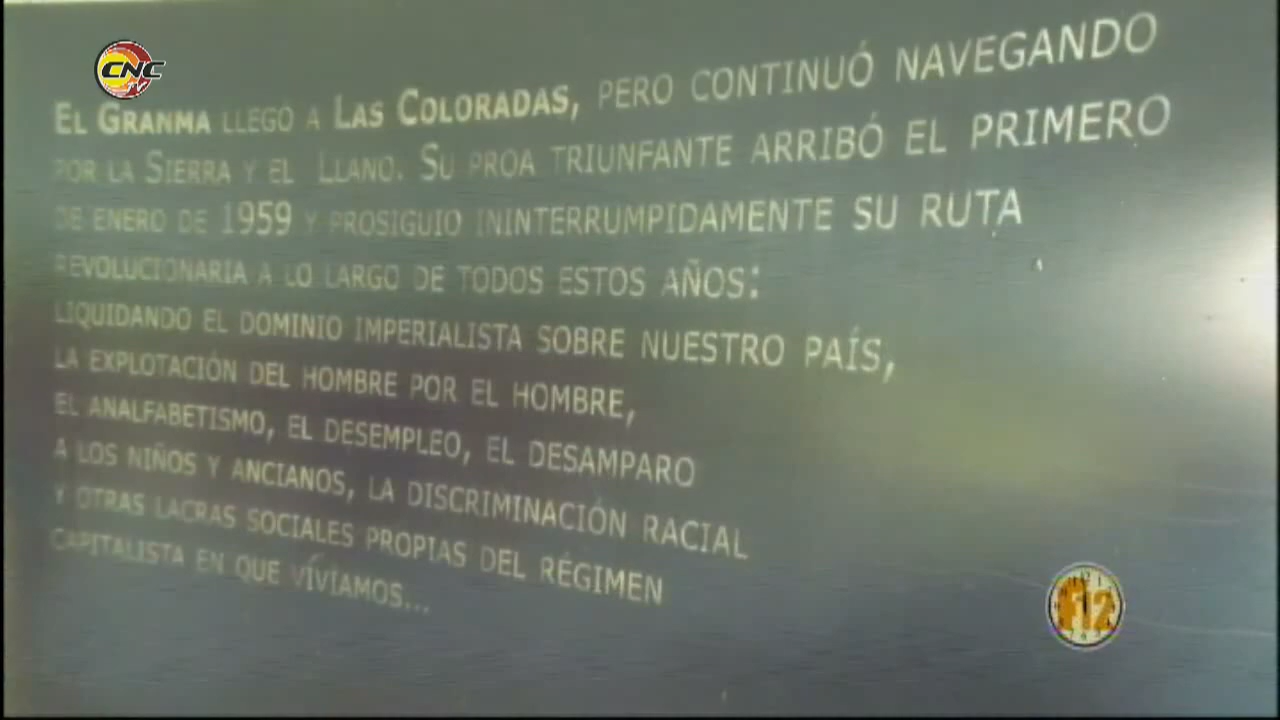 CNC
TV
EL GRANMA LLEGÓ A LAS COLORADAS, PERO CONTINUÓ NAVEGANDO
POR LA SIERRA Y EL LLANO. SU PROA TRIUNFANTE ARRIBÓ EL PRIMERO
DE ENERO DE 1959 Y PROSIGUIO ININTERRUMPIDAMENTE SU RUTA
REVOLUCIONARIA A LO LARGO DE TODOS ESTOS AÑOS:
LIQUIDANDO EL DOMINIO IMPERIALISTA SOBRE NUESTRO PAÍS,
LA EXPLOTACIÓN DEL HOMBRE POR EL HOMBRE,
EL ANALFABETISMO, EL DESEMPLEO, EL DESAMPARO
A LOS NIÑOS Y ANCIANOS, LA DISCRIMINACIÓN RACIAL
Y OTRAS LACRAS SOCIALES PROPIAS DEL RÉGIMEN
CAPITALISTA EN QUE VÍVÍAMOS...